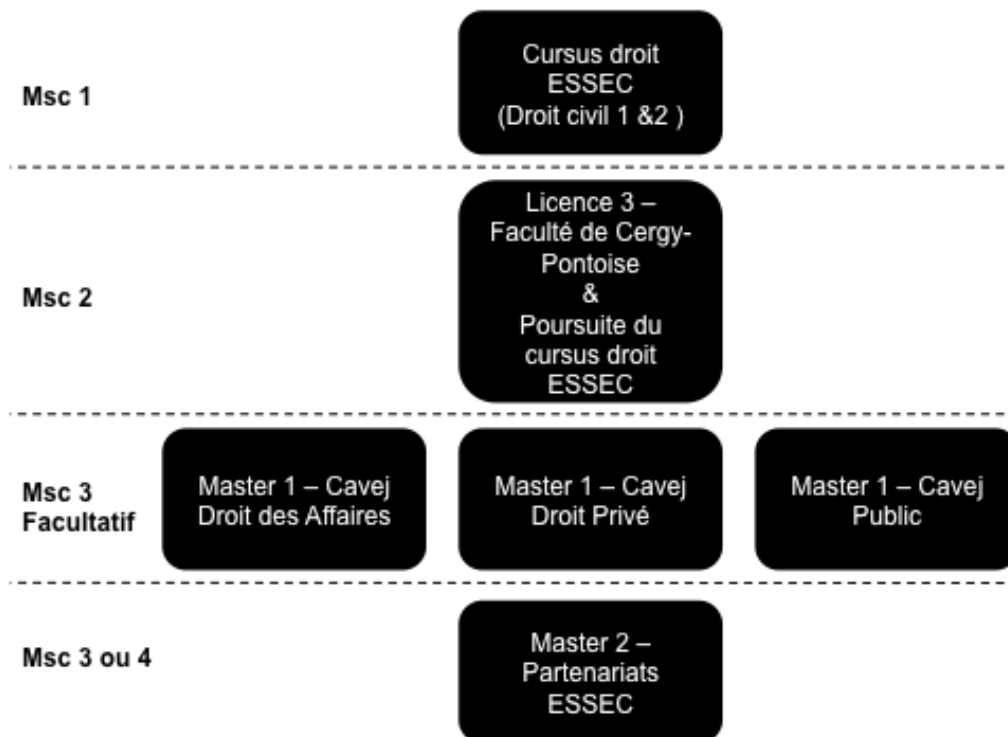 Msc 1
Cursus droit
ESSEC
(Droit civil 1 &2 )
Msc 2
Licence 3 –
Faculté de Cergy-
Pontoise
&
Poursuite du
cursus droit
ESSEC
Msc 3
Facultatif
Master 1 – Cavej
Droit des Affaires
Master 1 – Cavej
Droit Privé
Master 1 – Cavej
Public
Msc 3 ou 4
Master 2 –
Partenariats
ESSEC